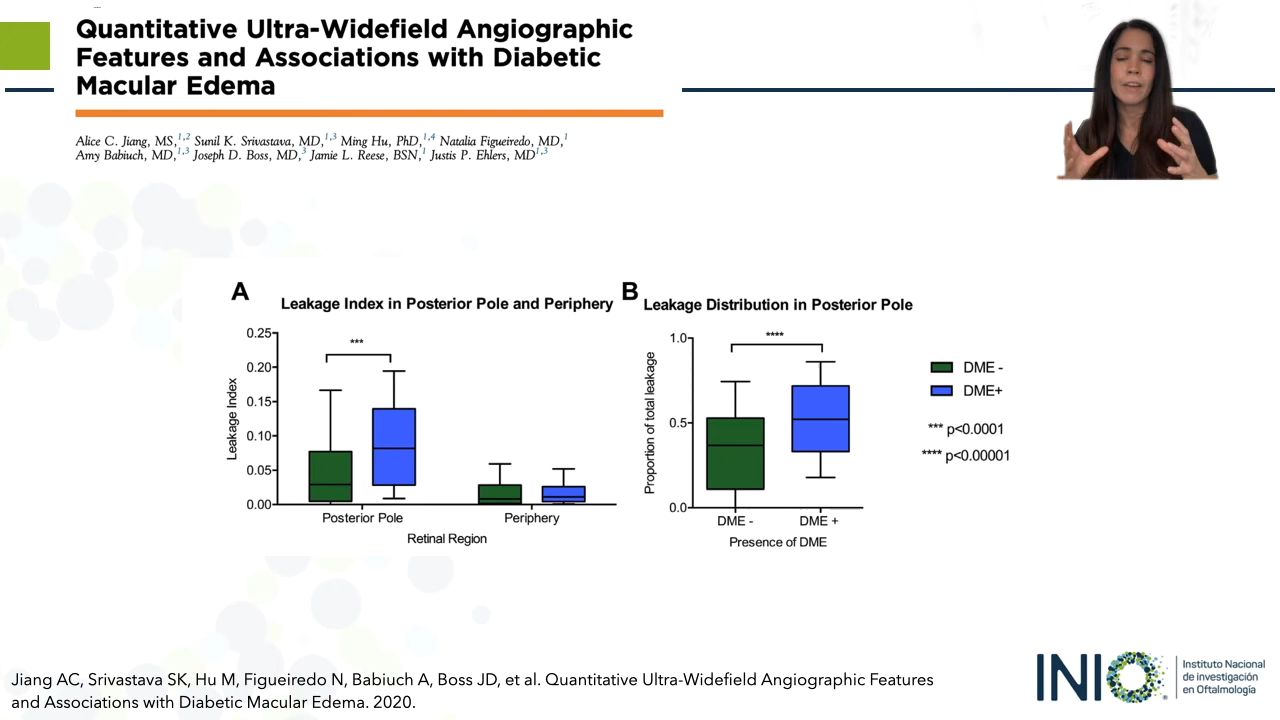 Quantitative Ultra-Widefield Angiographic
Features and Associations with Diabetic
Macular Edema
Alice C. Jiang, MS,1,2 Sunil K. Srivastava, MD,1,3 Ming Hu, PhD,1,4 Natalia Figueiredo, MD,1
Amy Babiuch, MD,1,3 Joseph D. Boss, MD,3 Jamie L. Reese, BSN,1 Justis P. Ehlers, MD1,3
A
Leakage Index in Posterior Pole and Periphery
0.25
0.20
0.15
0.10
0.05
0.00
Leakage Index
***
Posterior Pole
Periphery
Retinal Region
B
Leakage Distribution in Posterior Pole
1.0
0.5
0.0
Proportion of total leakage
****
DME -
DME +
Presence of DME
DME -
DME+
*** p<0.0001
**** p<0.00001
Jiang AC, Srivastava SK, Hu M, Figueiredo N, Babiuch A, Boss JD, et al. Quantitative Ultra-Widefield Angiographic Features
and Associations with Diabetic Macular Edema. 2020.
INIO
®
Instituto Nacional
de investigación
en Oftalmología